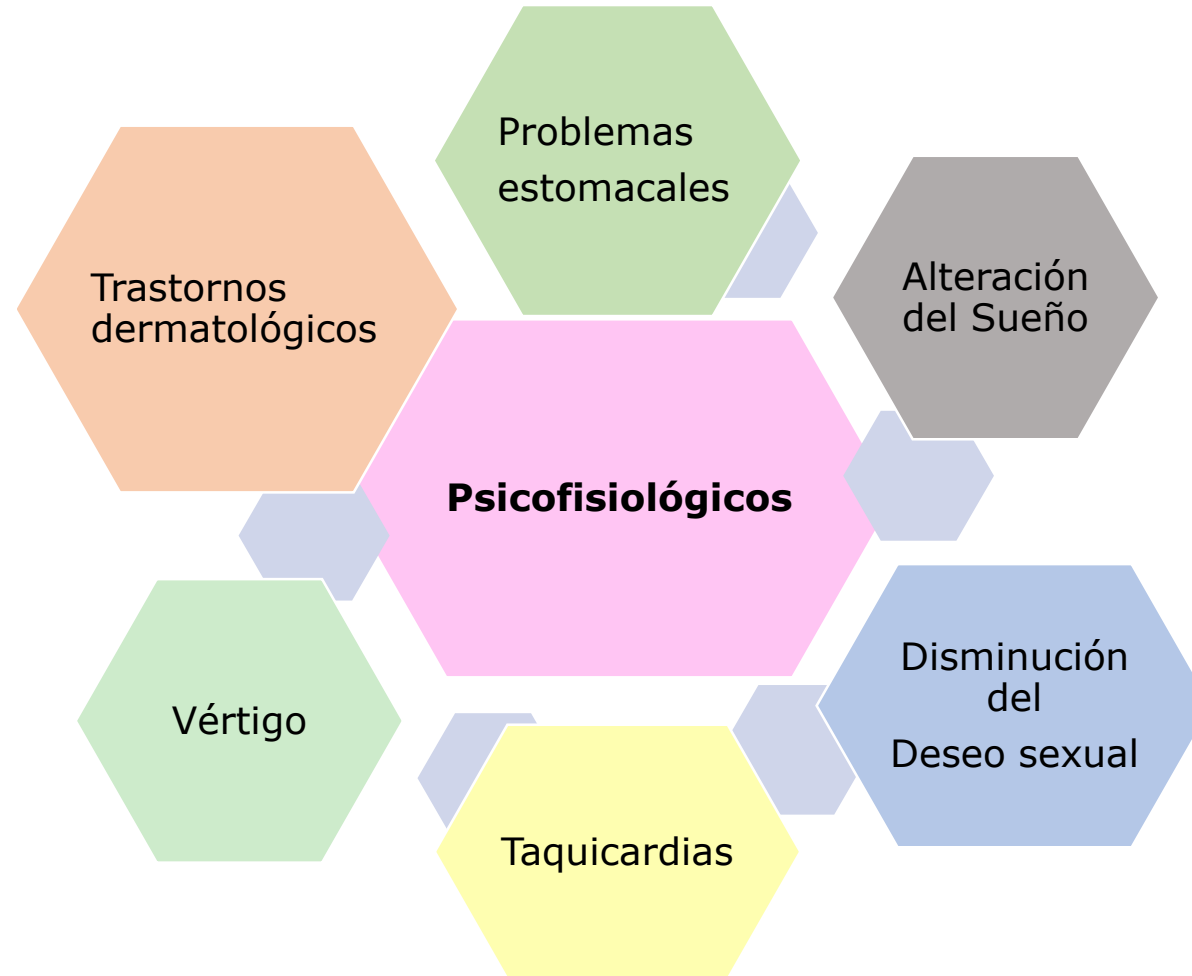 Problemas
estomacales
Trastornos
dermatológicos
Alteración
del Sueño
Psicofisiológicos
Vértigo
Disminución
del
Deseo sexual
Taquicardias